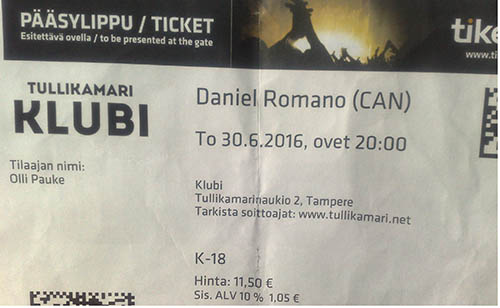 PÄÄSYLIPPU / TICKET
Esitettävä ovella / to be presented at the gate
TULLIKAMARI
KLUBI
Tilaajan nimi:
Olli Pauke
Daniel Romano (CAN)
To 30.6.2016, ovet 20:00
Klubi
Tullikamarinaukio 2, Tampere
Tarkista soittoajat: www.tullikamari.net
K-18
Hinta: 11,50 €
Sis. ALV 10 % 1,05 €